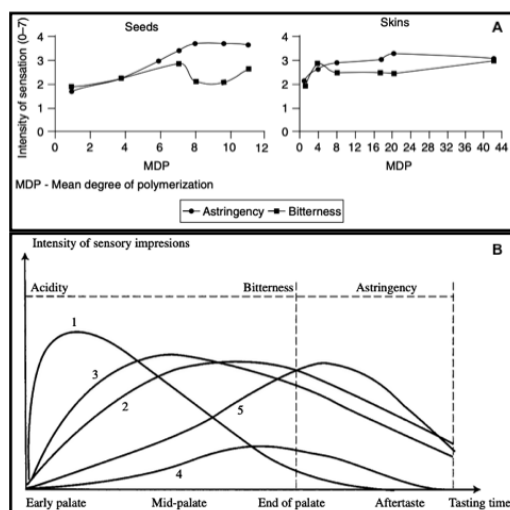 Seeds
Skins
A
Intensity of sensation (0–7)
4
3
2
1
0
0 2 4 6 8 10 12
MDP
4
3
2
1
0
0 4 8 12 16 20 24 28 32 36 40 44
MDP
MDP - Mean degree of polymerization
Astringency Bitterness
Intensity of sensory impresions
B
Acidity Bitterness Astringency
1
3
2
5
4
Early palate Mid-palate End of palate Aftertaste Tasting time